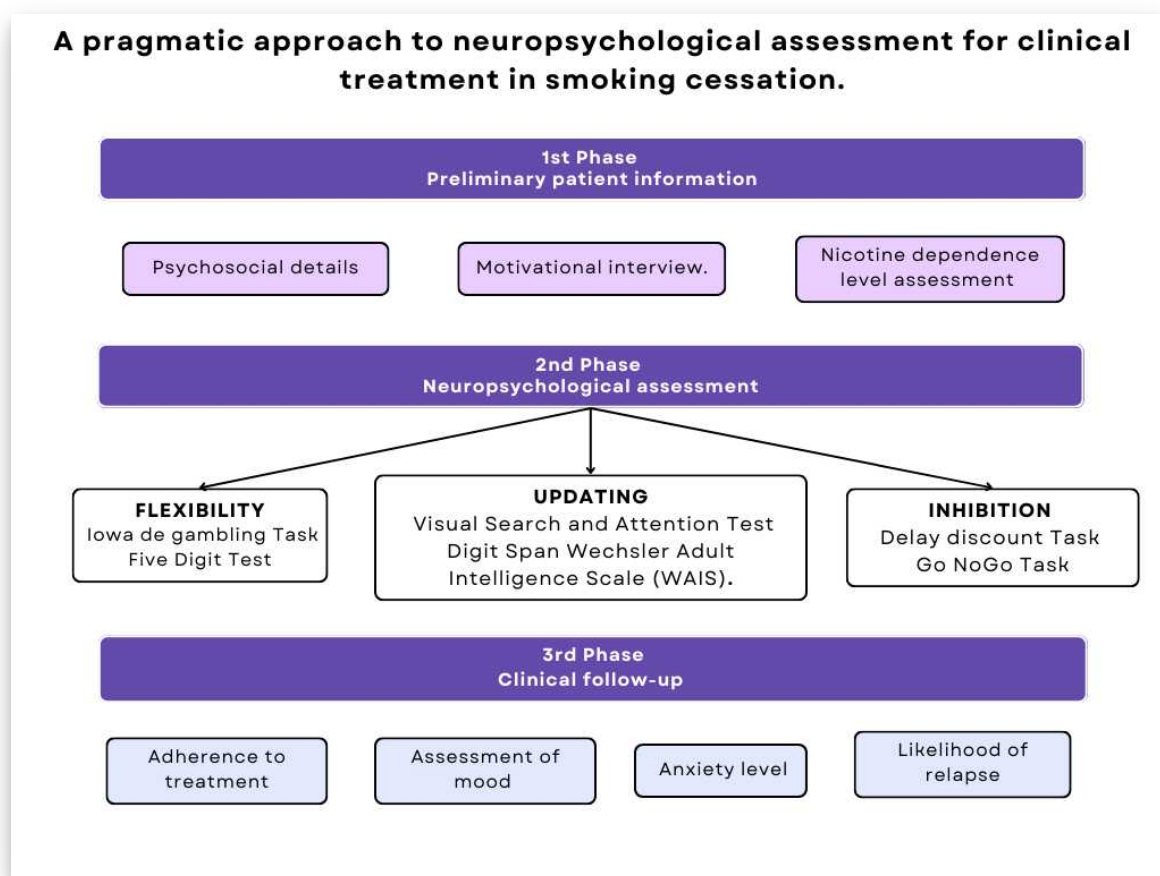 A pragmatic approach to neuropsychological assessment for clinical
treatment in smoking cessation.
1st Phase
Preliminary patient information
Psychosocial details
Motivational interview.
Nicotine dependence
level assessment
2nd Phase
Neuropsychological assessment
FLEXIBILITY
Iowa de gambling Task
Five Digit Test
UPDATING
Visual Search and Attention Test
Digit Span Wechsler Adult
Intelligence Scale (WAIS).
INHIBITION
Delay discount Task
Go NoGo Task
3rd Phase
Clinical follow-up
Adherence to
treatment
Assessment of
mood
Anxiety level
Likelihood of
relapse